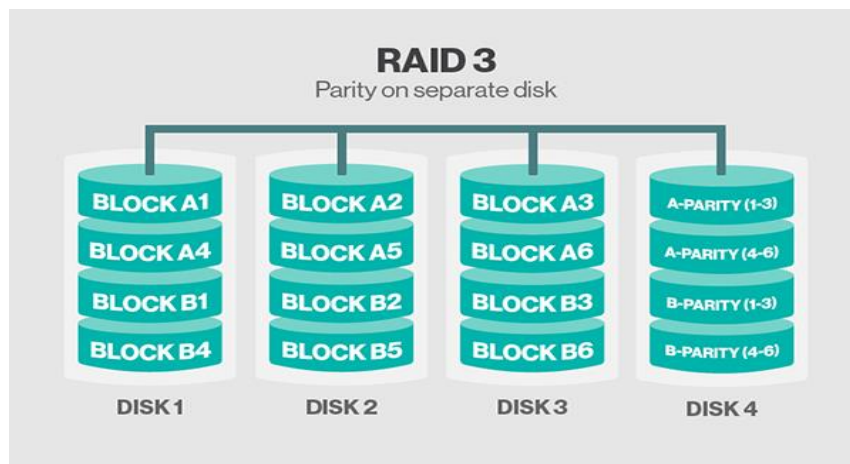 RAID 3
Parity on separate disk
BLOCK A1
BLOCK A2
BLOCK A3
A-PARITY (1-3)
BLOCK A4
BLOCK A5
BLOCK A6
A-PARITY (4-6)
BLOCK B1
BLOCK B2
BLOCK B3
B-PARITY (1-3)
BLOCK B4
BLOCK B5
BLOCK B6
B-PARITY (4-6)
DISK 1
DISK 2
DISK 3
DISK 4